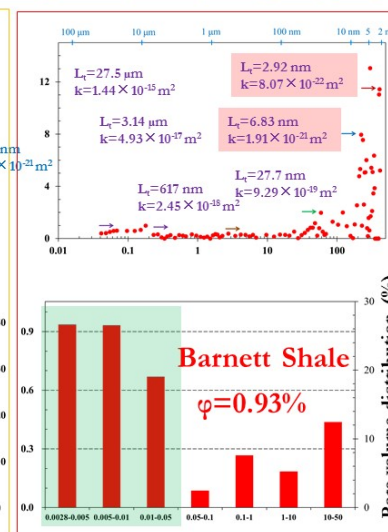 100 μm 10 μm 1 μm 100 nm 10 nm 5 2
12
8
4
0
Lt=27.5 μm
k=1.44×10-15 m2
Lt=2.92 nm
k=8.07×10-22 m2
Lt=3.14 μm
k=4.93×10-17 m2
Lt=6.83 nm
k=1.91×10-21 m2
nm
×10-21 m2
Lt=617 nm
k=2.45×10-18 m2
Lt=27.7 nm
k=9.29×10-19 m2
0.01 0.1 1 10 100
0.9
0.6
0.3
0.0
Barnett Shale
φ=0.93%
30
20
10
0
distribution (%)
0.0028-0.005 0.005-0.01 0.01-0.05 0.05-0.1 0.1-1 1-10 10-50